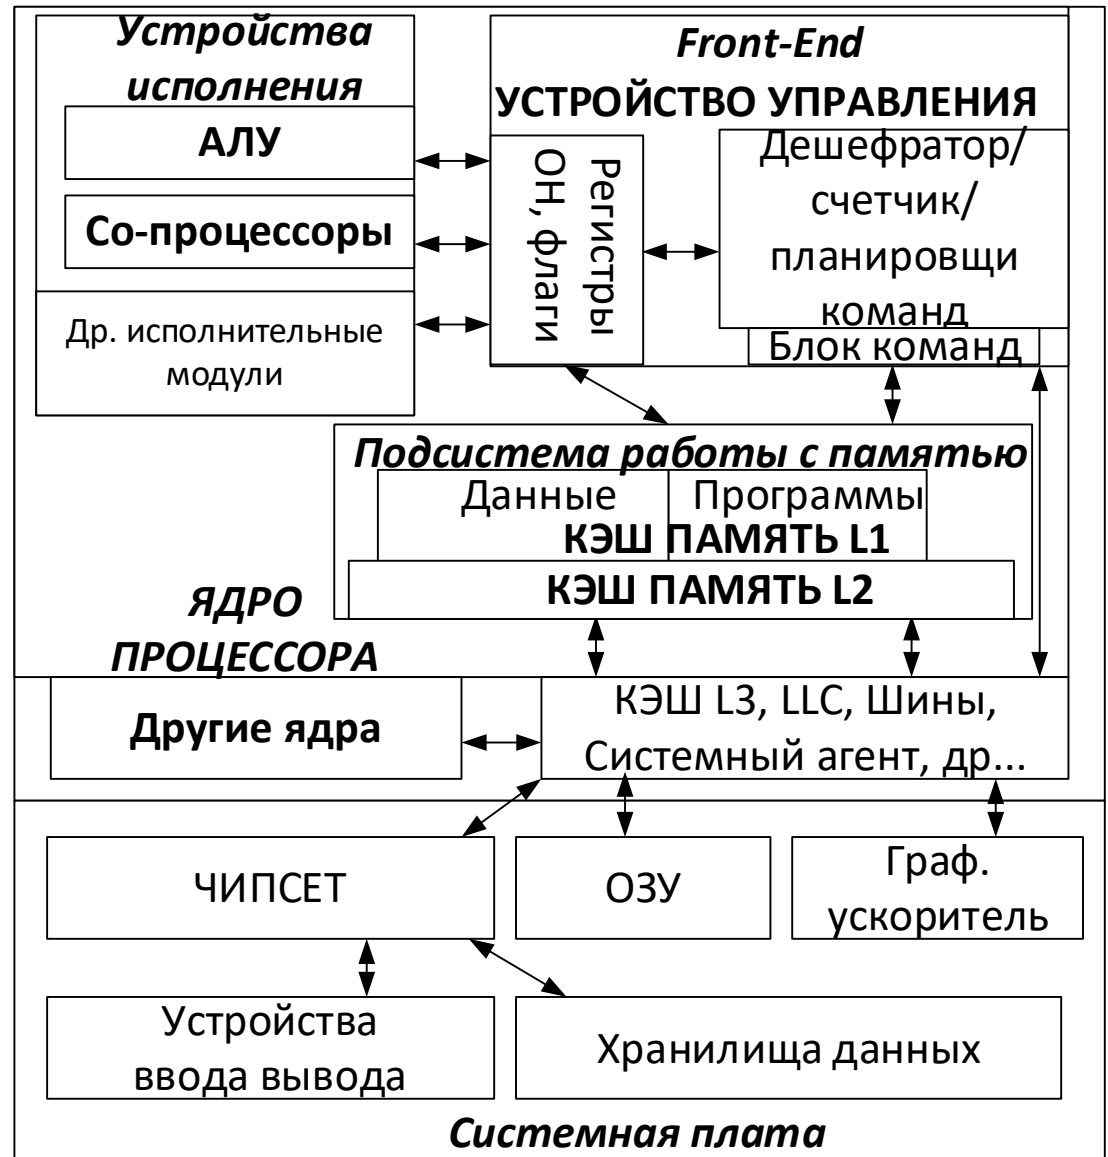 Устройства
исполнения
АЛУ
Со-процессоры
Др. исполнительные
модули
Front-End
УСТРОЙСТВО УПРАВЛЕНИЯ
Регистры
ОН, флаги
Дешефратор/
счетчик/
планировщи
команд
Блок команд
Подсистема работы с памятью
Данные
Программы
КЭШ ПАМЯТЬ L1
КЭШ ПАМЯТЬ L2
ЯДРО
ПРОЦЕССОРА
Другие ядра
КЭШ L3, LLC, Шины,
Системный агент, др...
ЧИПСЕТ
ОЗУ
Граф.
ускоритель
Устройства
ввода вывода
Хранилища данных
Системная плата